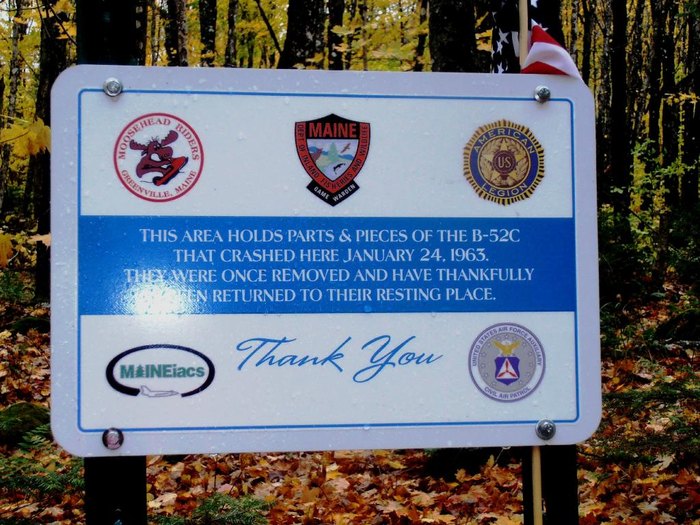 MOOSEHEAD RIDERS
GREENVILLE, MAINE
MAINE
GAME WARDEN
AMERICAN
US
LEGION
THIS AREA HOLDS PARTS & PIECES OF THE B-52C
THAT CRASHED HERE JANUARY 24, 1963.
THEY WERE ONCE REMOVED AND HAVE THANKFULLY
BEEN RETURNED TO THEIR RESTING PLACE.
MAINEiacs
Thank You
UNITED STATES AIR FORCE AUXILIARY
CIVIL AIR PATROL